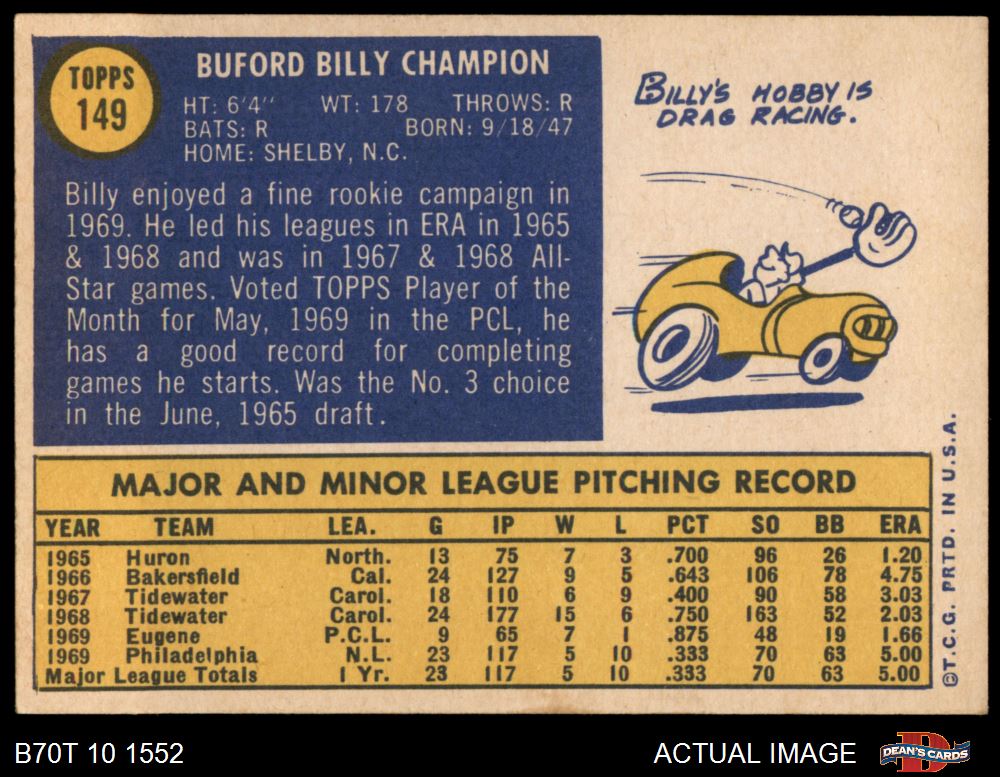 TOPPS
149
BUFORD BILLY CHAMPION
HT: 6'4" WT: 178 THROWS: R
BATS: R BORN: 9/18/47
HOME: SHELBY, N.C.
Billy enjoyed a fine rookie campaign in
1969. He led his leagues in ERA in 1965
& 1968 and was in 1967 & 1968 All-
Star games. Voted TOPPS Player of the
Month for May, 1969 in the PCL, he
has a good record for completing
games he starts. Was the No. 3 choice
in the June, 1965 draft.
BILLY'S HOBBY IS
DRAG RACING.
MAJOR AND MINOR LEAGUE PITCHING RECORD
YEAR TEAM LEA. G IP W L PCT SO BB ERA
1965 Huron North. 13 75 7 3 .700 96 26 1.20
1966 Bakersfield Cal. 24 127 9 5 .643 106 78 4.75
1967 Tidewater Carol. 18 110 6 9 .400 90 58 3.03
1968 Tidewater Carol. 24 177 15 6 .750 163 52 2.03
1969 Eugene P.C.L. 9 65 7 1 .875 48 19 1.66
1969 Philadelphia N.L. 23 117 5 10 .333 70 63 5.00
Major League Totals 1 Yr. 23 117 5 10 .333 70 63 5.00
©T.C.G. PRTD. IN U.S.A.
B70T 10 1552
ACTUAL IMAGE
D
DEAN'S CARDS